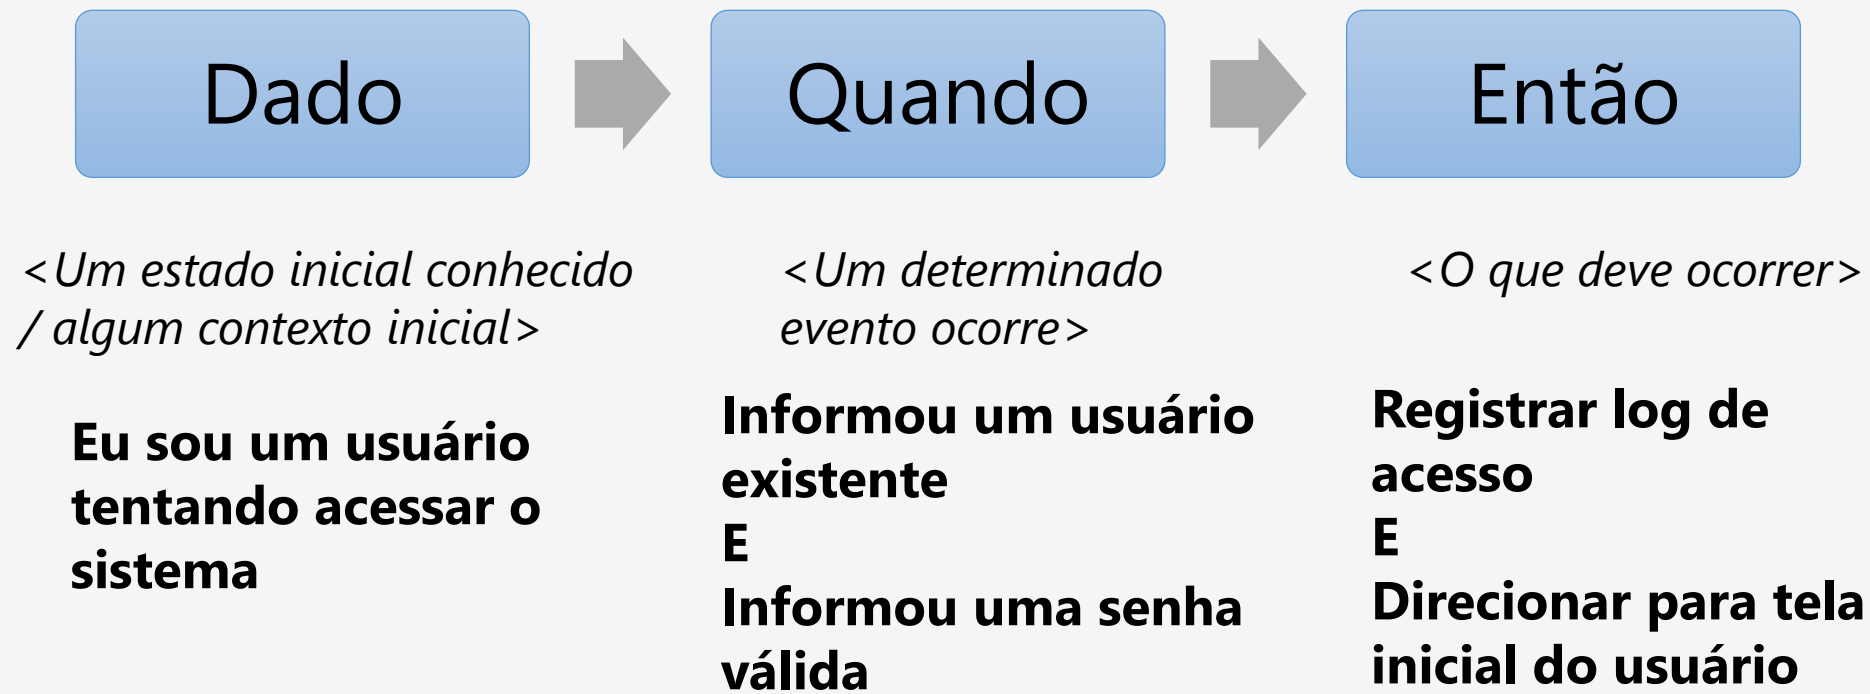 Dado
Quando
Então
<Um estado inicial conhecido
/ algum contexto inicial>
<Um determinado
evento ocorre>
<O que deve ocorrer>
Eu sou um usuário
tentando acessar o
sistema
Informou um usuário
existente
E
Informou uma senha
válida
Registrar log de
acesso
E
Direcionar para tela
inicial do usuário